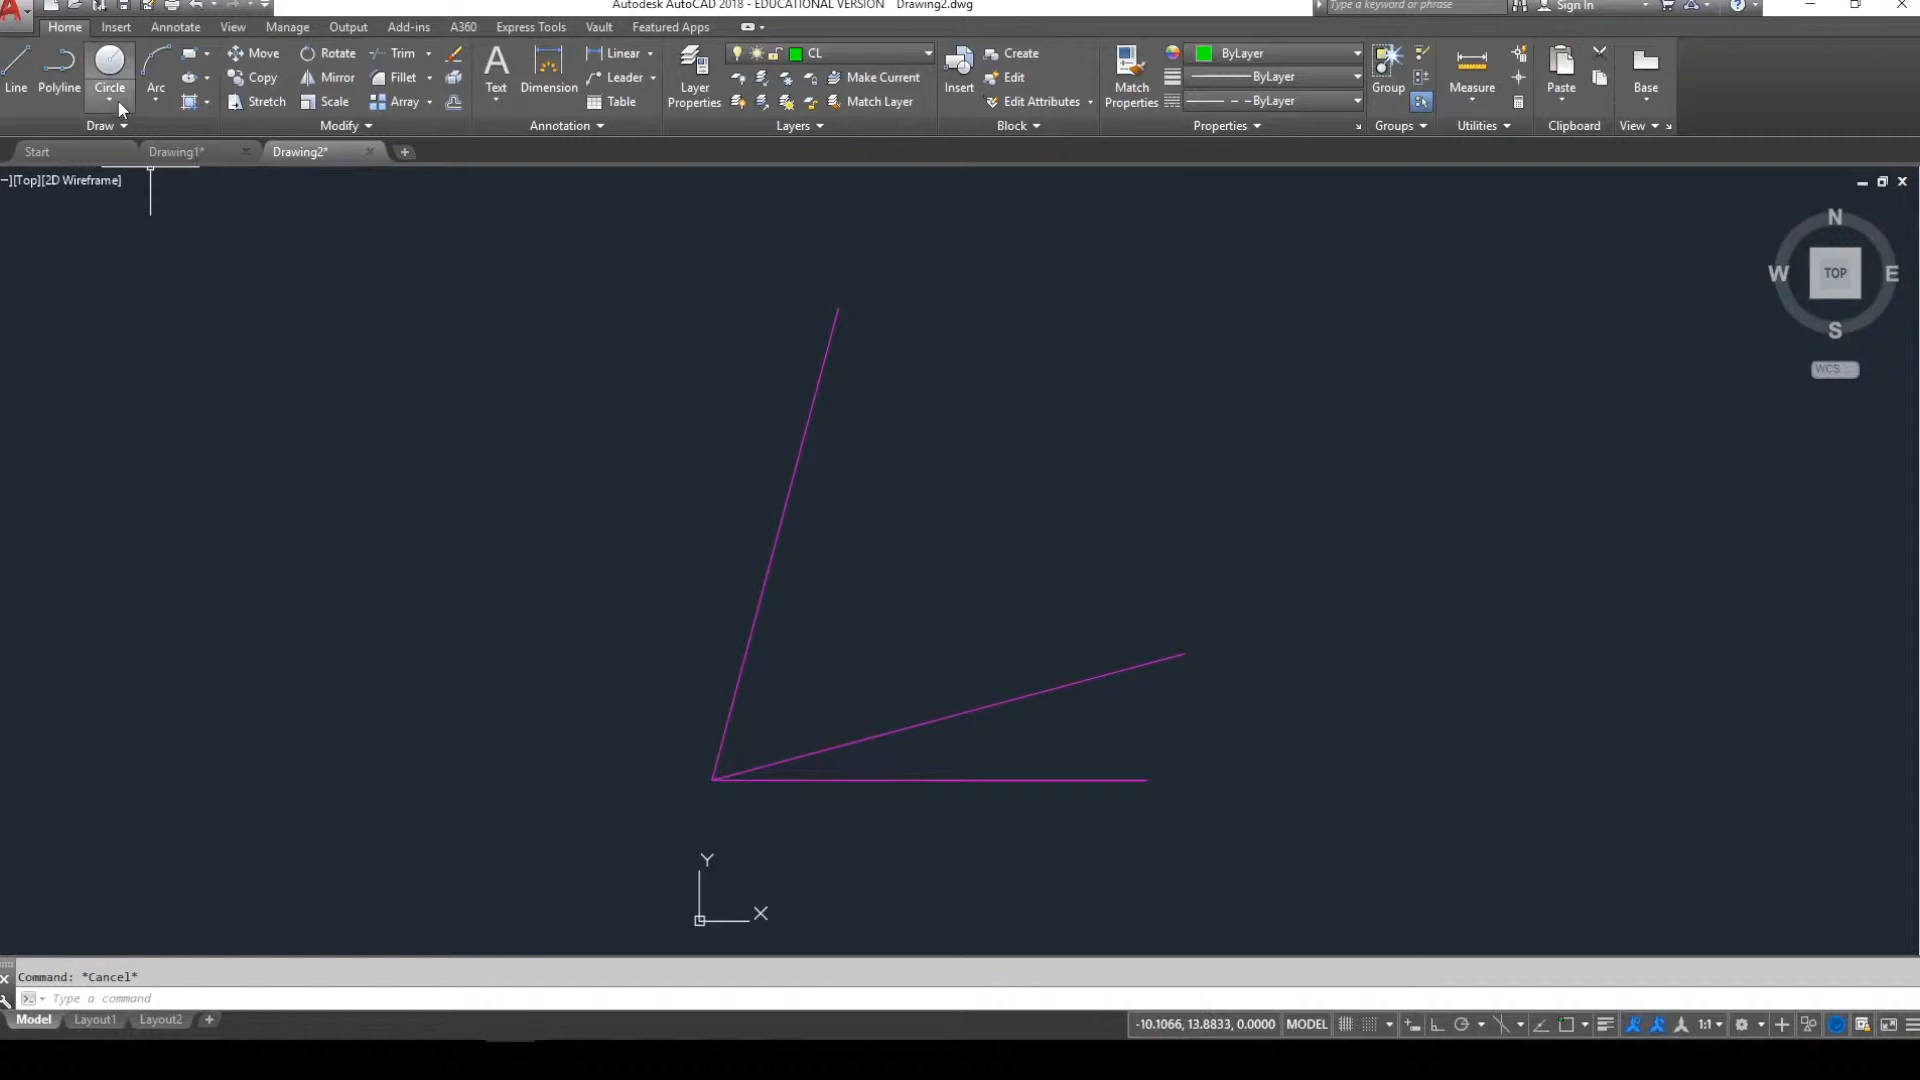 Autodesk AutoCAD 2018 - EDUCATIONAL VERSION Drawing2.dwg
Type a keyword or phrase
Sign In
Home Insert Annotate View Manage Output Add-ins A360 Express Tools Vault Featured Apps
Line Polyline Circle Arc
Move Rotate Trim
Copy Mirror Fillet
Stretch Scale Array
Text Dimension
Linear
Leader
Table
Layer Properties
CL
Make Current
Match Layer
Insert
Create
Edit
Edit Attributes
Match Properties
ByLayer
ByLayer
ByLayer
Group Measure Paste Base
Draw Modify Annotation Layers Block Properties Groups Utilities Clipboard View
Start Drawing1* Drawing2*
−][Top][2D Wireframe]
N
W TOP E
S
WCS
Y
X
Command: *Cancel*
Type a command
Model Layout1 Layout2 +
-10.1066, 13.8833, 0.0000 MODEL 1:1